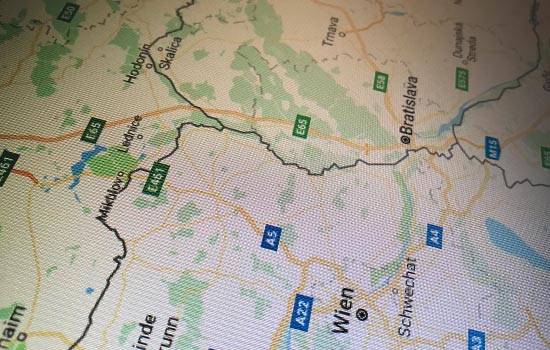 E50
Hodonín
Skalica
Trnava
Dunajská
Streda
E58
E575
E65
Lednice
E65
Bratislava
M15
E461
Mikulov
E461
A5
A4
Schwechat
A22
Wien
A3
naim
inde
runn